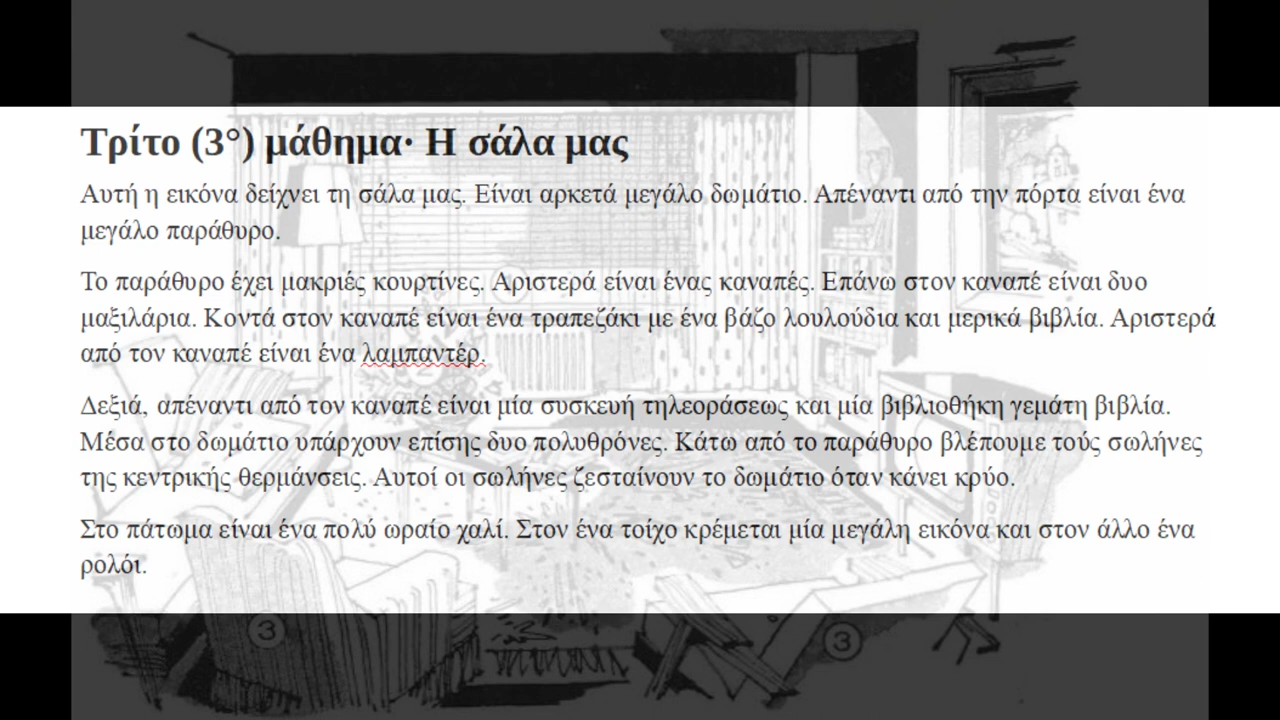 Τρίτο (3°) μάθημα· Η σάλα μας
Αυτή η εικόνα δείχνει τη σάλα μας. Είναι αρκετά μεγάλο δωμάτιο. Απέναντι από την πόρτα είναι ένα
μεγάλο παράθυρο.
Το παράθυρο έχει μακριές κουρτίνες. Αριστερά είναι ένας καναπές. Επάνω στον καναπέ είναι δυο
μαξιλάρια. Κοντά στον καναπέ είναι ένα τραπεζάκι με ένα βάζο λουλούδια και μερικά βιβλία. Αριστερά
από τον καναπέ είναι ένα λαμπαντέρ.
Δεξιά, απέναντι από τον καναπέ είναι μία συσκευή τηλεοράσεως και μία βιβλιοθήκη γεμάτη βιβλία.
Μέσα στο δωμάτιο υπάρχουν επίσης δυο πολυθρόνες. Κάτω από το παράθυρο βλέπουμε τούς σωλήνες
της κεντρικής θερμάνσεις. Αυτοί οι σωλήνες ζεσταίνουν το δωμάτιο όταν κάνει κρύο.
Στο πάτωμα είναι ένα πολύ ωραίο χαλί. Στον ένα τοίχο κρέμεται μία μεγάλη εικόνα και στον άλλο ένα
ρολόι.
3 3